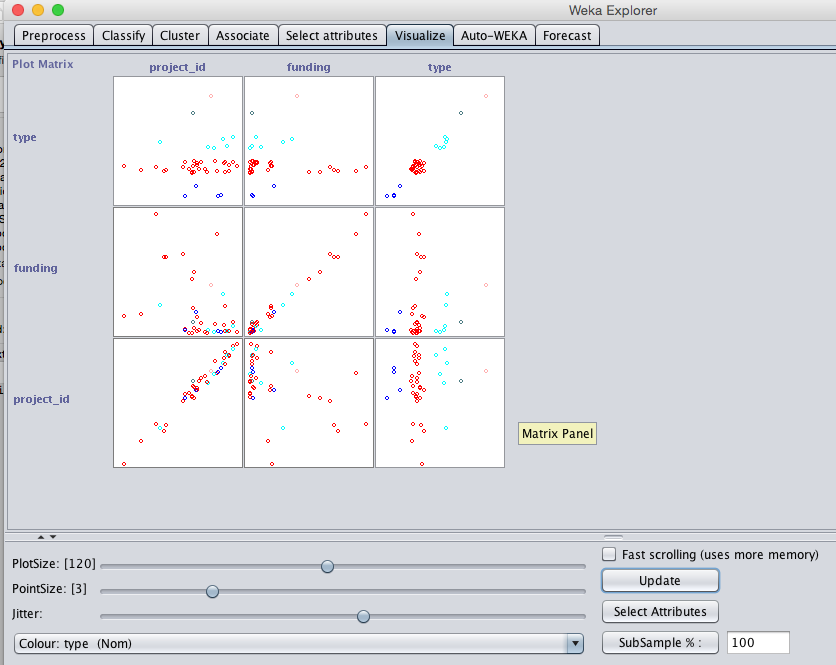 Weka Explorer
Preprocess Classify Cluster Associate Select attributes Visualize Auto-WEKA Forecast
Plot Matrix
project_id funding type
type
funding
project_id
Matrix Panel
PlotSize: [120]
Fast scrolling (uses more memory)
Update
PointSize: [3]
Select Attributes
Jitter:
Colour: type (Nom)
SubSample % :
100